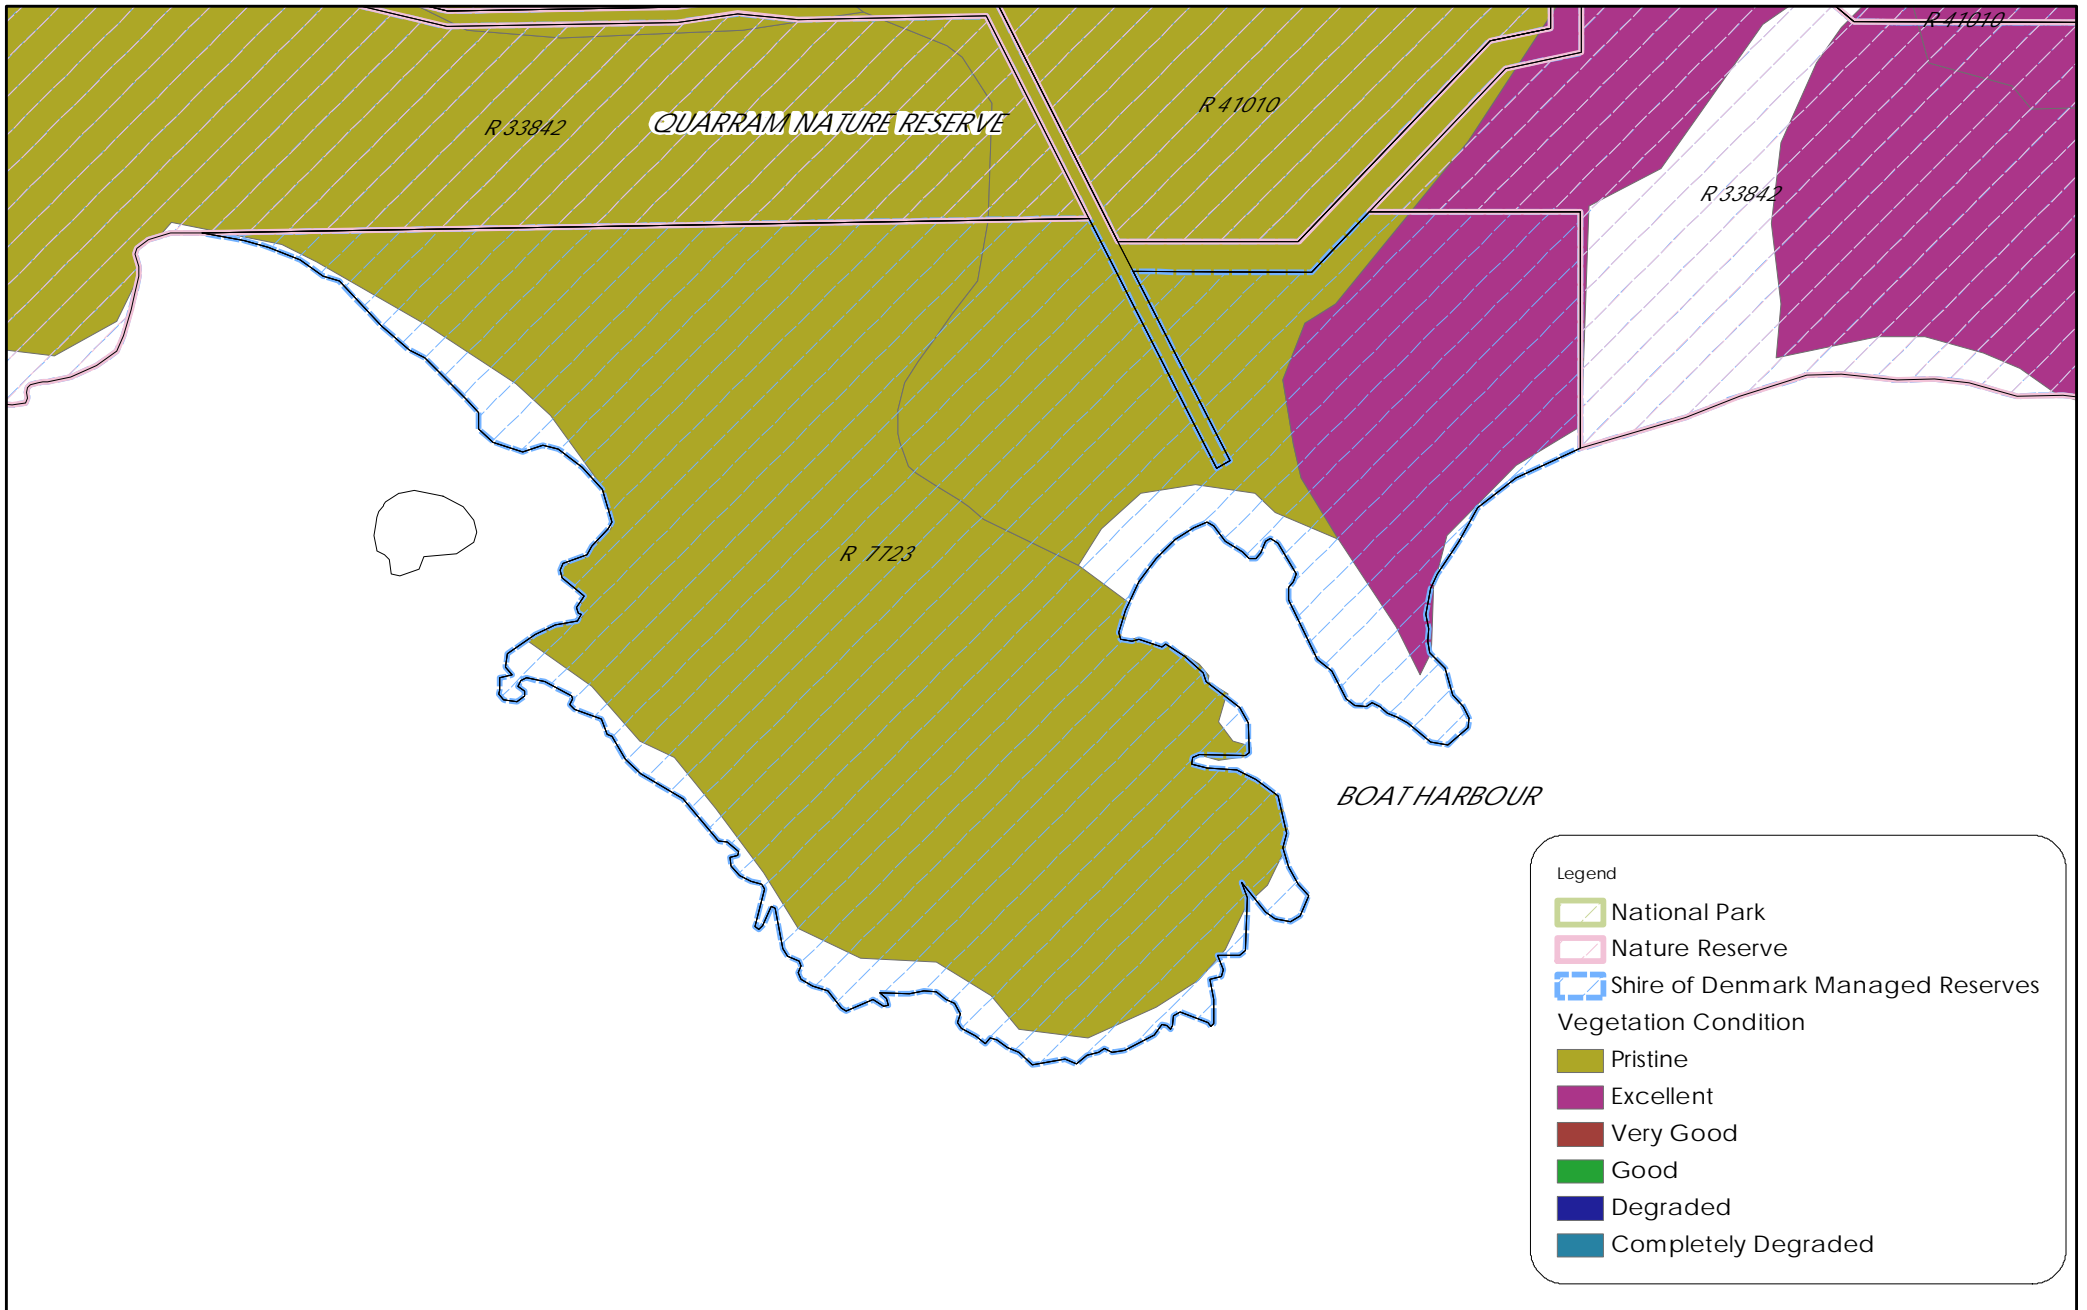 R 41010
R 41010
R 33842
QUARRAM NATURE RESERVE
R 33842
R 7723
BOAT HARBOUR
Legend
National Park
Nature Reserve
Shire of Denmark Managed Reserves
Vegetation Condition
Pristine
Excellent
Very Good
Good
Degraded
Completely Degraded